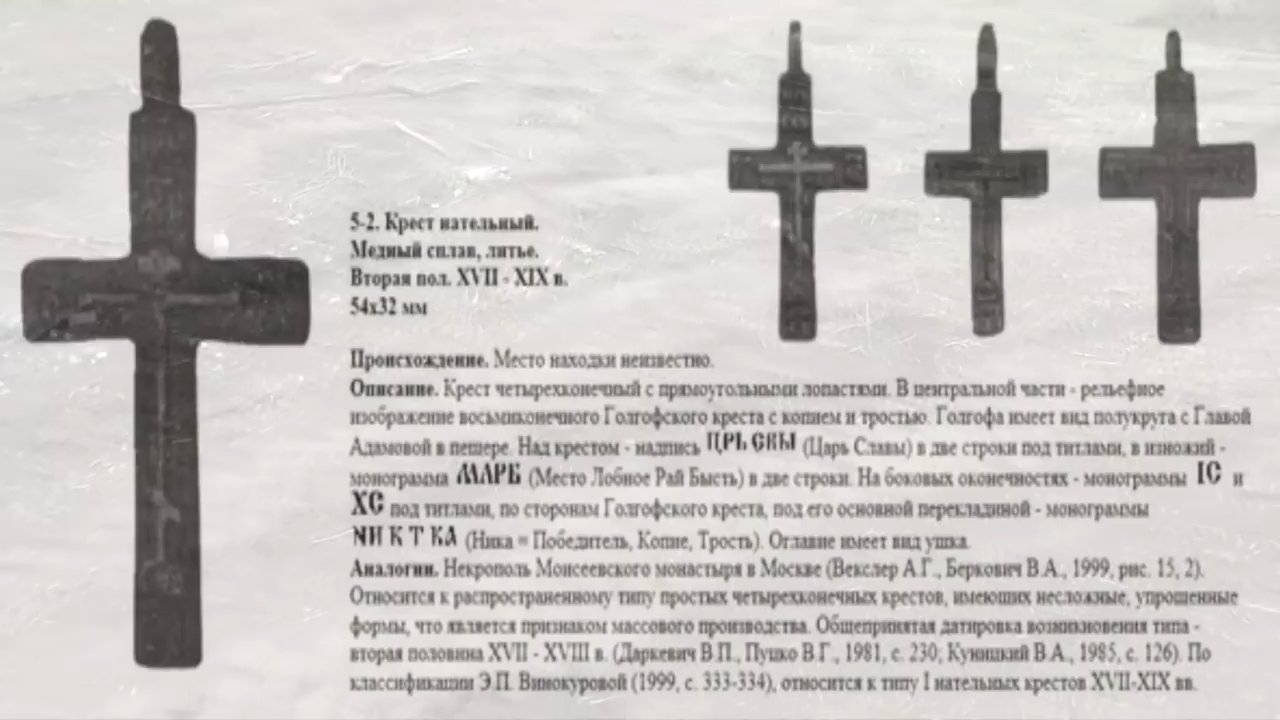 5-2. Крест нательный.
Медный сплав, литье.
Вторая пол. XVII - XIX в.
54х32 мм
Происхождение. Место находки неизвестно.
Описание. Крест четырехконечный с прямоугольными лопастями. В центральной части - рельефное
изображение восьмиконечного Голгофского креста с копием и тростью. Голгофа имеет вид полукруга с Главой
Адамовой в пещере. Над крестом - надпись ЦРЬ СВЫ (Царь Славы) в две строки под титлами, в изножий -
монограмма МЛРБ (Место Лобное Рай Бысть) в две строки. На боковых оконечностях - монограммы IC и
ХС под титлами, по сторонам Голгофского креста, под его основной перекладиной - монограммы
NИ К Т КА (Ника = Победитель, Копие, Трость). Оглавие имеет вид ушка.
Аналогии. Некрополь Моисеевского монастыря в Москве (Векслер А.Г., Беркович В.А., 1999, рис. 15, 2).
Относится к распространенному типу простых четырехконечных крестов, имеющих несложные, упрощенные
формы, что является признаком массового производства. Общепринятая датировка возникновения типа -
вторая половина XVII - XVIII в. (Даркевич В.П., Пуцко В.Г., 1981, с. 230; Куницкий В.А., 1985, с. 126). По
классификации Э.П. Винокуровой (1999, с. 333-334), относится к типу I нательных крестов XVII-XIX вв.